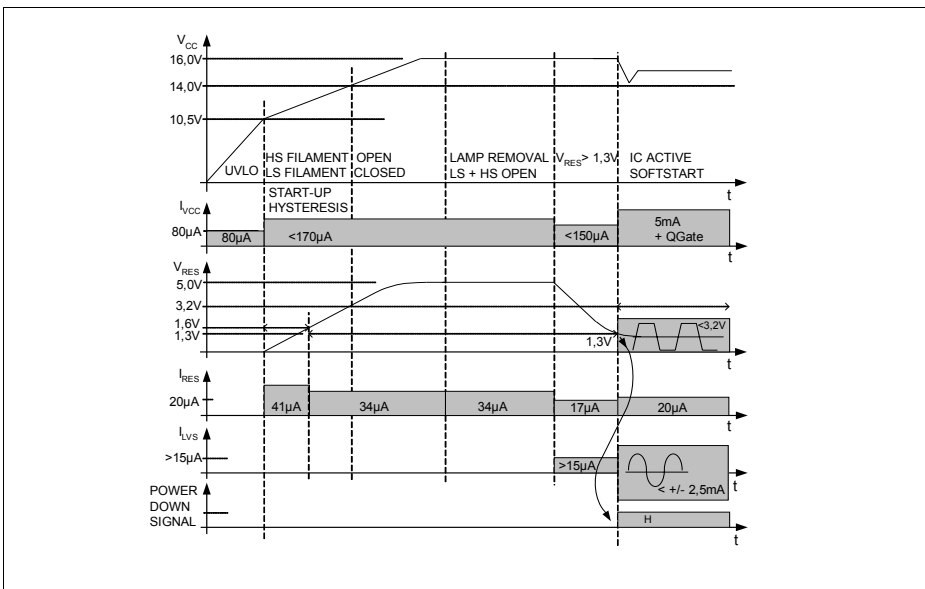 VCC
16,0V
14,0V
10,5V
UVLO
HS FILAMENT OPEN
LS FILAMENT CLOSED
START-UP
HYSTERESIS
LAMP REMOVAL
LS + HS OPEN
VRES> 1,3V
IC ACTIVE
SOFTSTART
t
IVCC
80µA
80µA
<170µA
<150µA
5mA
+ QGate
t
VRES
5,0V
3,2V
1,6V
1,3V
1,3V
<3,2V
t
IRES
20µA
41µA
34µA
34µA
17µA
20µA
t
ILVS
>15µA
>15µA
< +/- 2,5mA
t
POWER
DOWN
SIGNAL
H
t